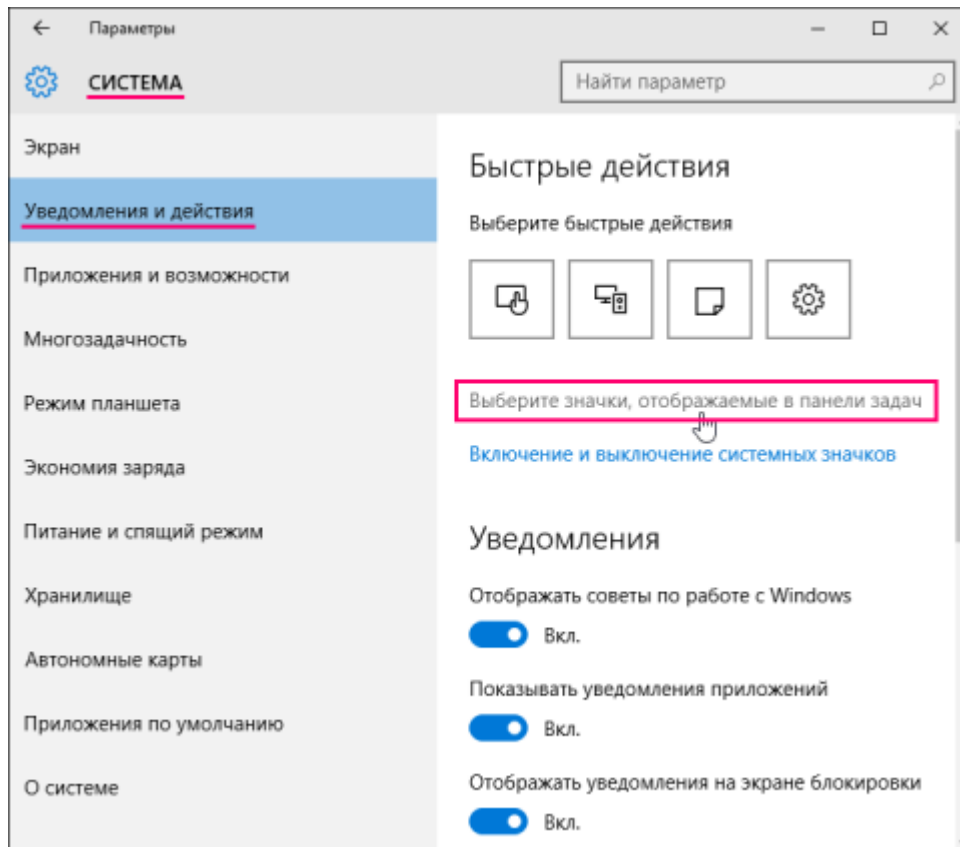 Параметры
СИСТЕМА
Найти параметр
Экран
Уведомления и действия
Приложения и возможности
Многозадачность
Режим планшета
Экономия заряда
Питание и спящий режим
Хранилище
Автономные карты
Приложения по умолчанию
О системе
Быстрые действия
Выберите быстрые действия
Выберите значки, отображаемые в панели задач
Включение и выключение системных значков
Уведомления
Отображать советы по работе с Windows
Вкл.
Показывать уведомления приложений
Вкл.
Отображать уведомления на экране блокировки
Вкл.